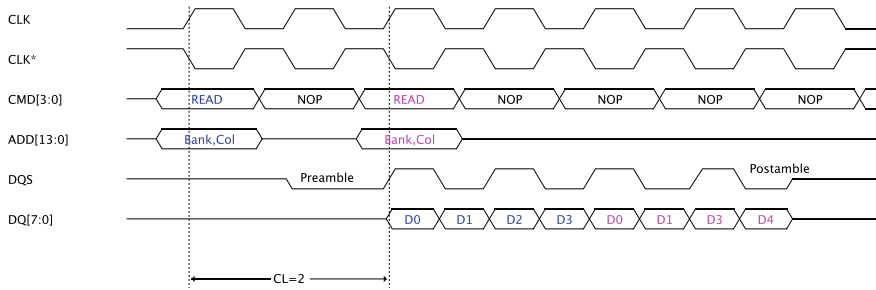 CLK
CLK*
CMD[3:0] READ NOP READ NOP NOP NOP NOP
ADD[13:0] Bank,Col Bank,Col
DQS Preamble Postamble
DQ[7:0] D0 D1 D2 D3 D0 D1 D3 D4
CL=2